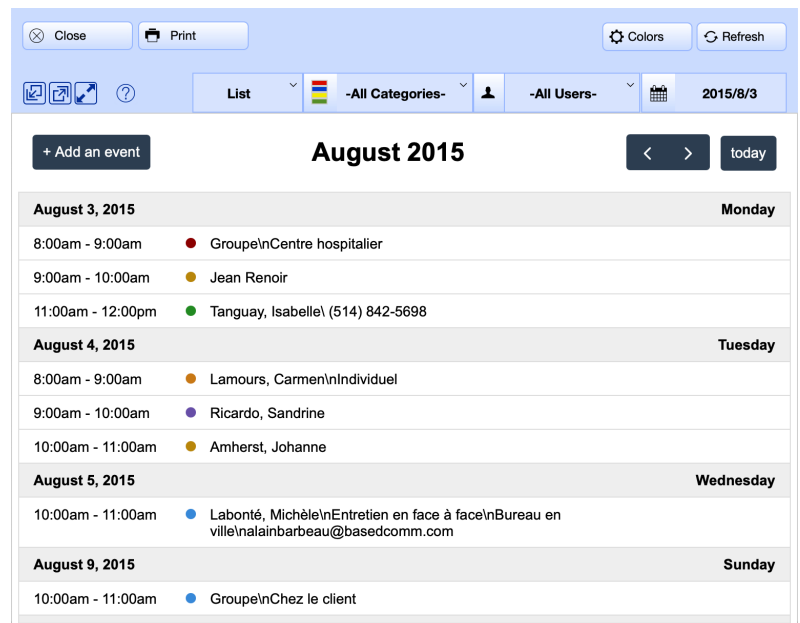 Close
Print
Colors
Refresh
List
-All Categories-
-All Users-
2015/8/3
+ Add an event
August 2015
today
August 3, 2015 Monday
8:00am - 9:00am Groupe\nCentre hospitalier
9:00am - 10:00am Jean Renoir
11:00am - 12:00pm Tanguay, Isabelle\ (514) 842-5698
August 4, 2015 Tuesday
8:00am - 9:00am Lamours, Carmen\nIndividuel
9:00am - 10:00am Ricardo, Sandrine
10:00am - 11:00am Amherst, Johanne
August 5, 2015 Wednesday
10:00am - 11:00am Labonté, Michèle\nEntretien en face à face\nBureau en
ville\nalainbarbeau@basedcomm.com
August 9, 2015 Sunday
10:00am - 11:00am Groupe\nChez le client